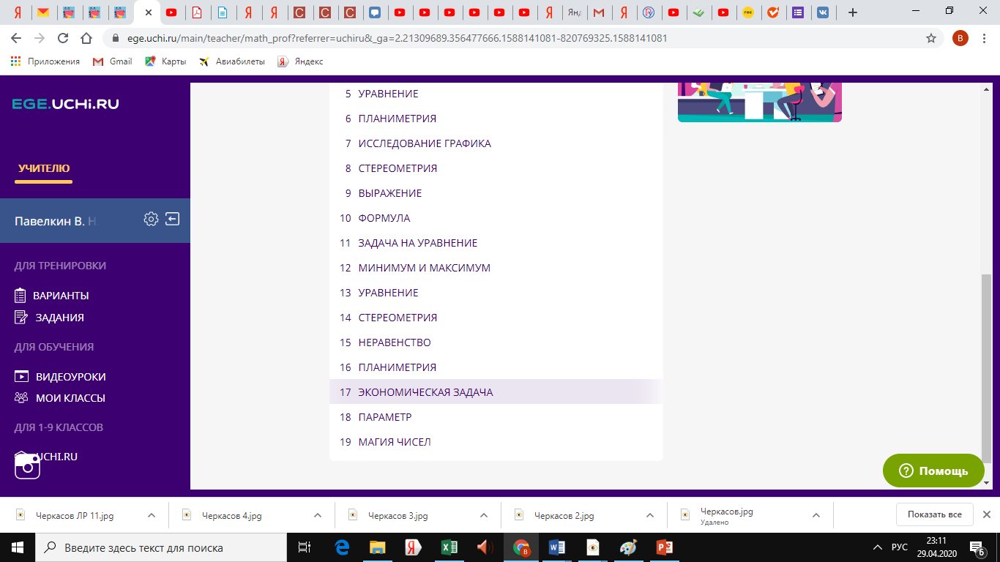 Янд
ege.uchi.ru/main/teacher/math_prof?referrer=uchiru&_ga=2.21309689.356477666.1588141081-820769325.1588141081
В
Приложения
Gmail
Карты
Авиабилеты
Яндекс
EGE.UCHi.RU
УЧИТЕЛЮ
Павелкин В. Н
ДЛЯ ТРЕНИРОВКИ
ВАРИАНТЫ
ЗАДАНИЯ
ДЛЯ ОБУЧЕНИЯ
ВИДЕОУРОКИ
МОИ КЛАССЫ
ДЛЯ 1-9 КЛАССОВ
UCHI.RU
5 УРАВНЕНИЕ
6 ПЛАНИМЕТРИЯ
7 ИССЛЕДОВАНИЕ ГРАФИКА
8 СТЕРЕОМЕТРИЯ
9 ВЫРАЖЕНИЕ
10 ФОРМУЛА
11 ЗАДАЧА НА УРАВНЕНИЕ
12 МИНИМУМ И МАКСИМУМ
13 УРАВНЕНИЕ
14 СТЕРЕОМЕТРИЯ
15 НЕРАВЕНСТВО
16 ПЛАНИМЕТРИЯ
17 ЭКОНОМИЧЕСКАЯ ЗАДАЧА
18 ПАРАМЕТР
19 МАГИЯ ЧИСЕЛ
Помощь
Черкасов ЛР 11.jpg
Черкасов 4.jpg
Черкасов 3.jpg
Черкасов 2.jpg
Черкасов.jpg
Удалено
Показать все
Введите здесь текст для поиска
РУС
23:11
29.04.2020
6